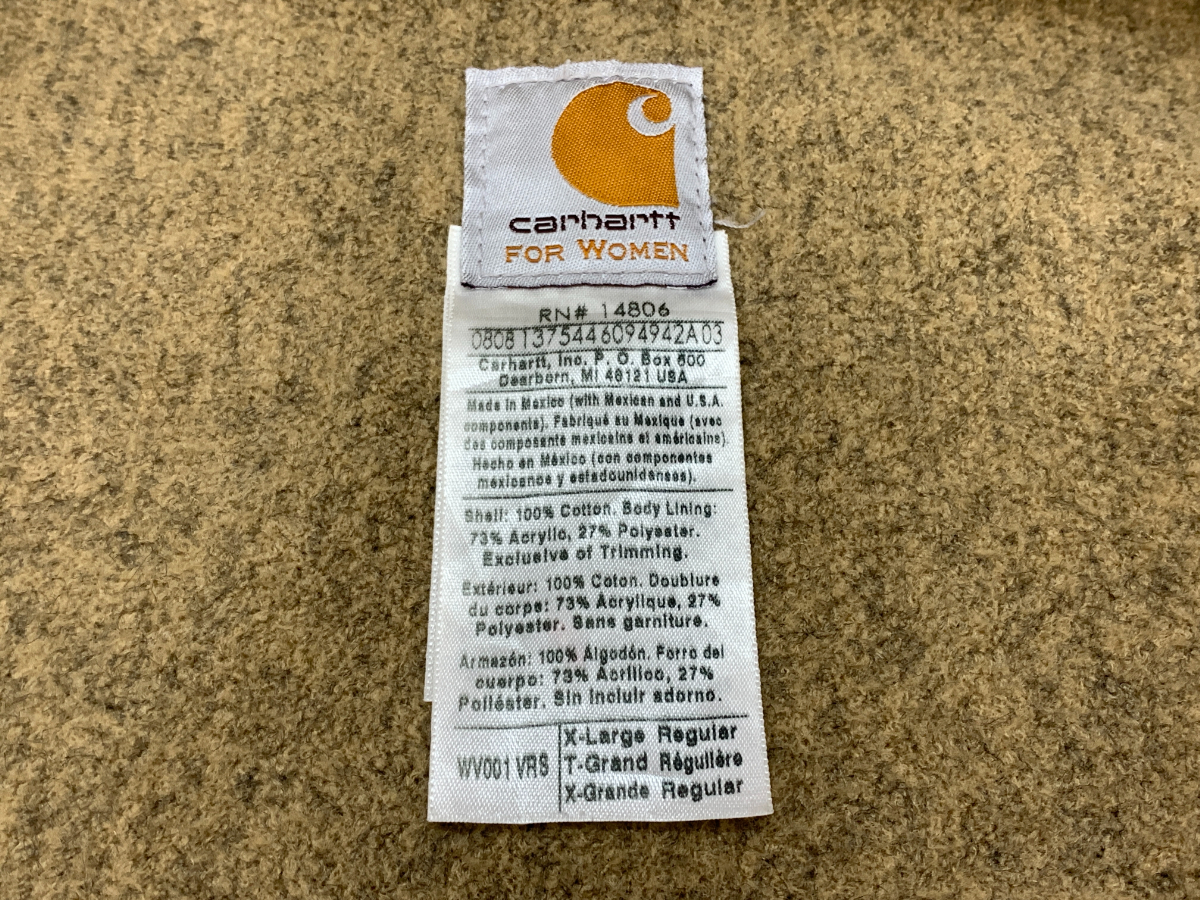 carhartt
FOR WOMEN
RN# 14806
0808 137544 6094942A 03
Carhartt, Inc. P. O. Box 600
Dearborn, MI 48121 USA
Made in Mexico (with Mexican and U.S.A.
components). Fabriqué au Mexique (avec
des composants mexicains et américains).
Hecho en México (con componentes
mexicanos y estadounidenses).
Shell: 100% Cotton. Body Lining:
73% Acrylic, 27% Polyester.
Exclusive of Trimming.
Extérieur: 100% Coton. Doublure
du corps: 73% Acrylique, 27%
Polyester. Sans garniture.
Armazón: 100% Algodón. Forro del
cuerpo: 73% Acrílico, 27%
Poliéster. Sin incluir adorno.
WV001 VRS
X-Large Regular
T-Grand Régulière
X-Grande Regular